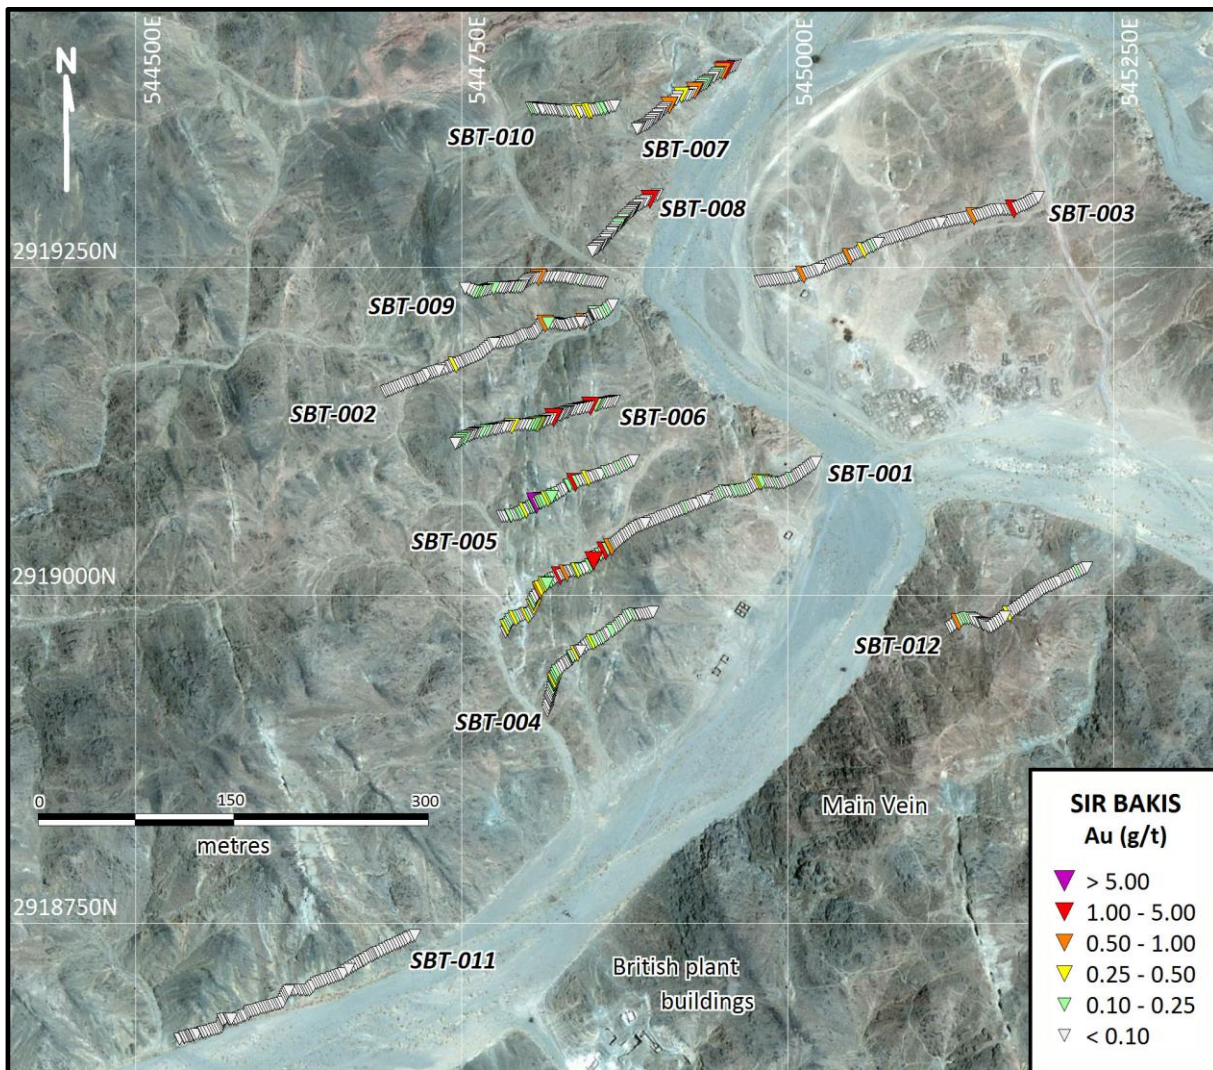 544500E
544750E
545000E
545250E
N
SBT-010
SBT-007
SBT-008
SBT-003
2919250N
SBT-009
SBT-002
SBT-006
SBT-001
SBT-005
2919000N
SBT-012
SBT-004
0 150 300
metres
Main Vein
2918750N
SBT-011
British plant
buildings
SIR BAKIS
Au (g/t)
> 5.00
1.00 - 5.00
0.50 - 1.00
0.25 - 0.50
0.10 - 0.25
< 0.10